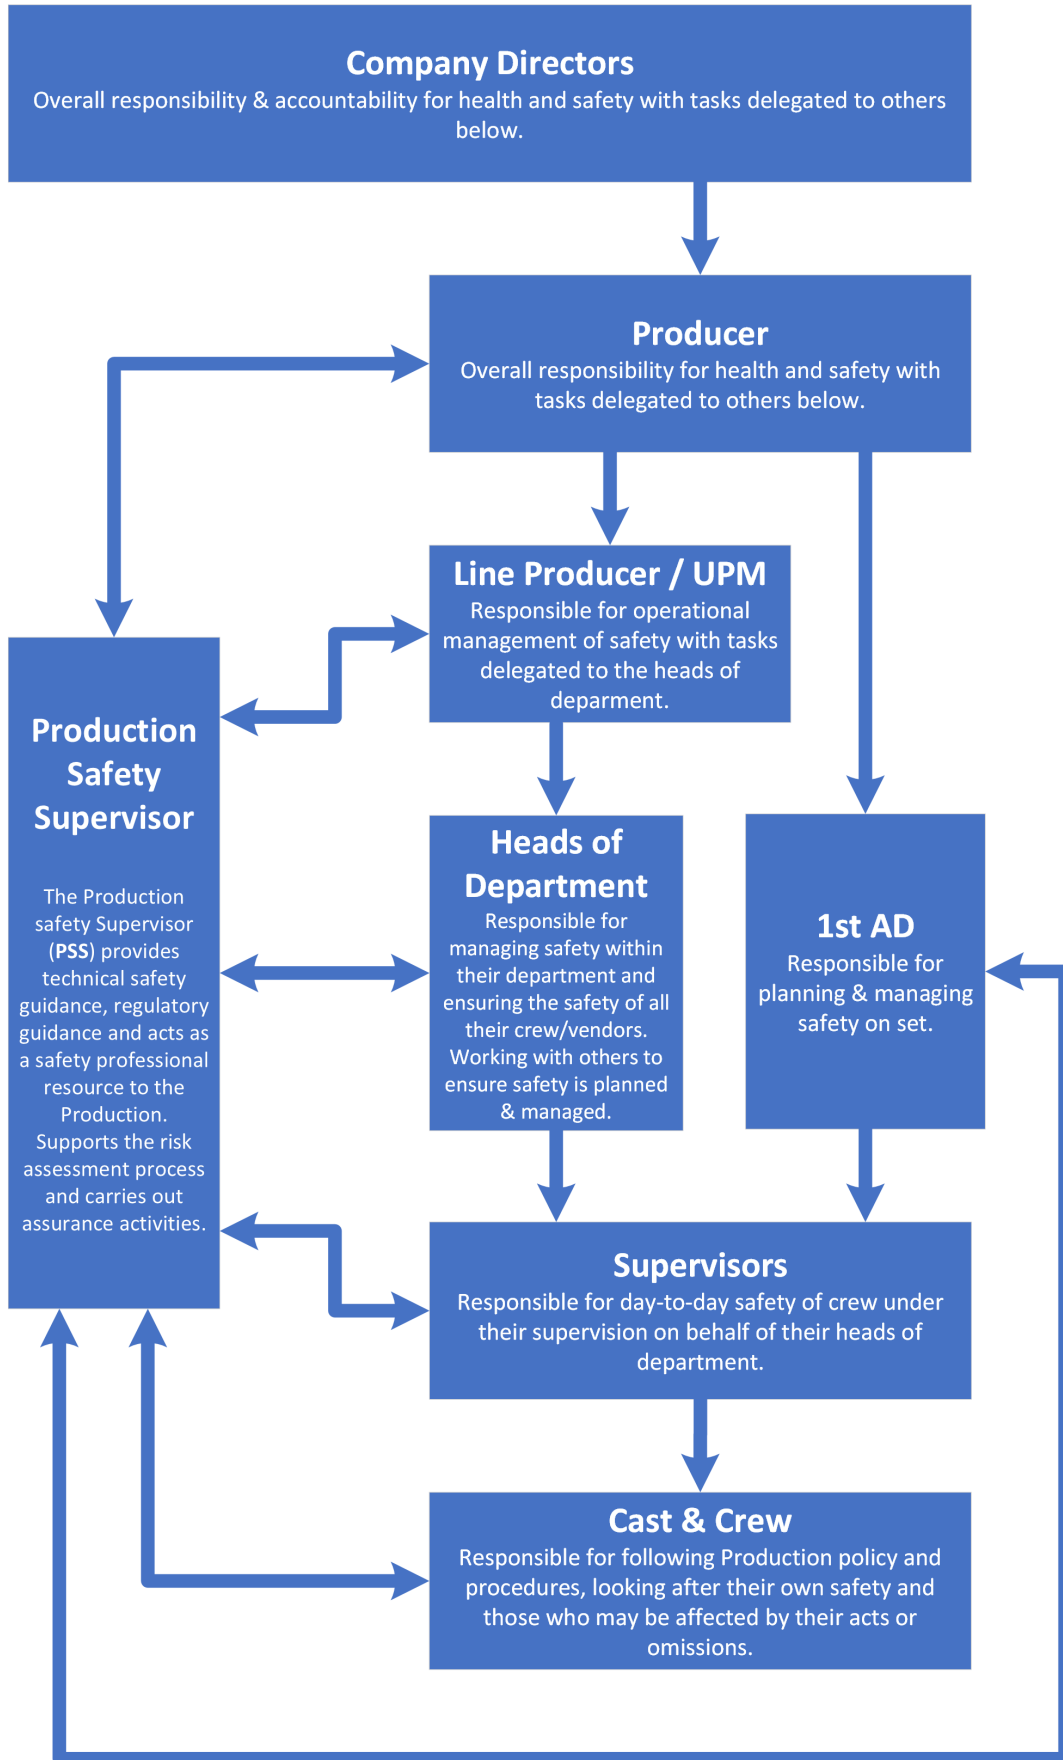 Company Directors
Overall responsibility & accountability for health and safety with tasks delegated to others
below.
Producer
Overall responsibility for health and safety with
tasks delegated to others below.
Line Producer / UPM
Responsible for operational
management of safety with tasks
delegated to the heads of
deparment.
Production
Safety
Supervisor
The Production
safety Supervisor
(PSS) provides
technical safety
guidance, regulatory
guidance and acts as
a safety professional
resource to the
Production.
Supports the risk
assessment process
and carries out
assurance activities.
Heads of
Department
Responsible for
managing safety within
their department and
ensuring the safety of all
their crew/vendors.
Working with others to
ensure safety is planned
& managed.
1st AD
Responsible for
planning & managing
safety on set.
Supervisors
Responsible for day-to-day safety of crew under
their supervision on behalf of their heads of
department.
Cast & Crew
Responsible for following Production policy and
procedures, looking after their own safety and
those who may be affected by their acts or
omissions.